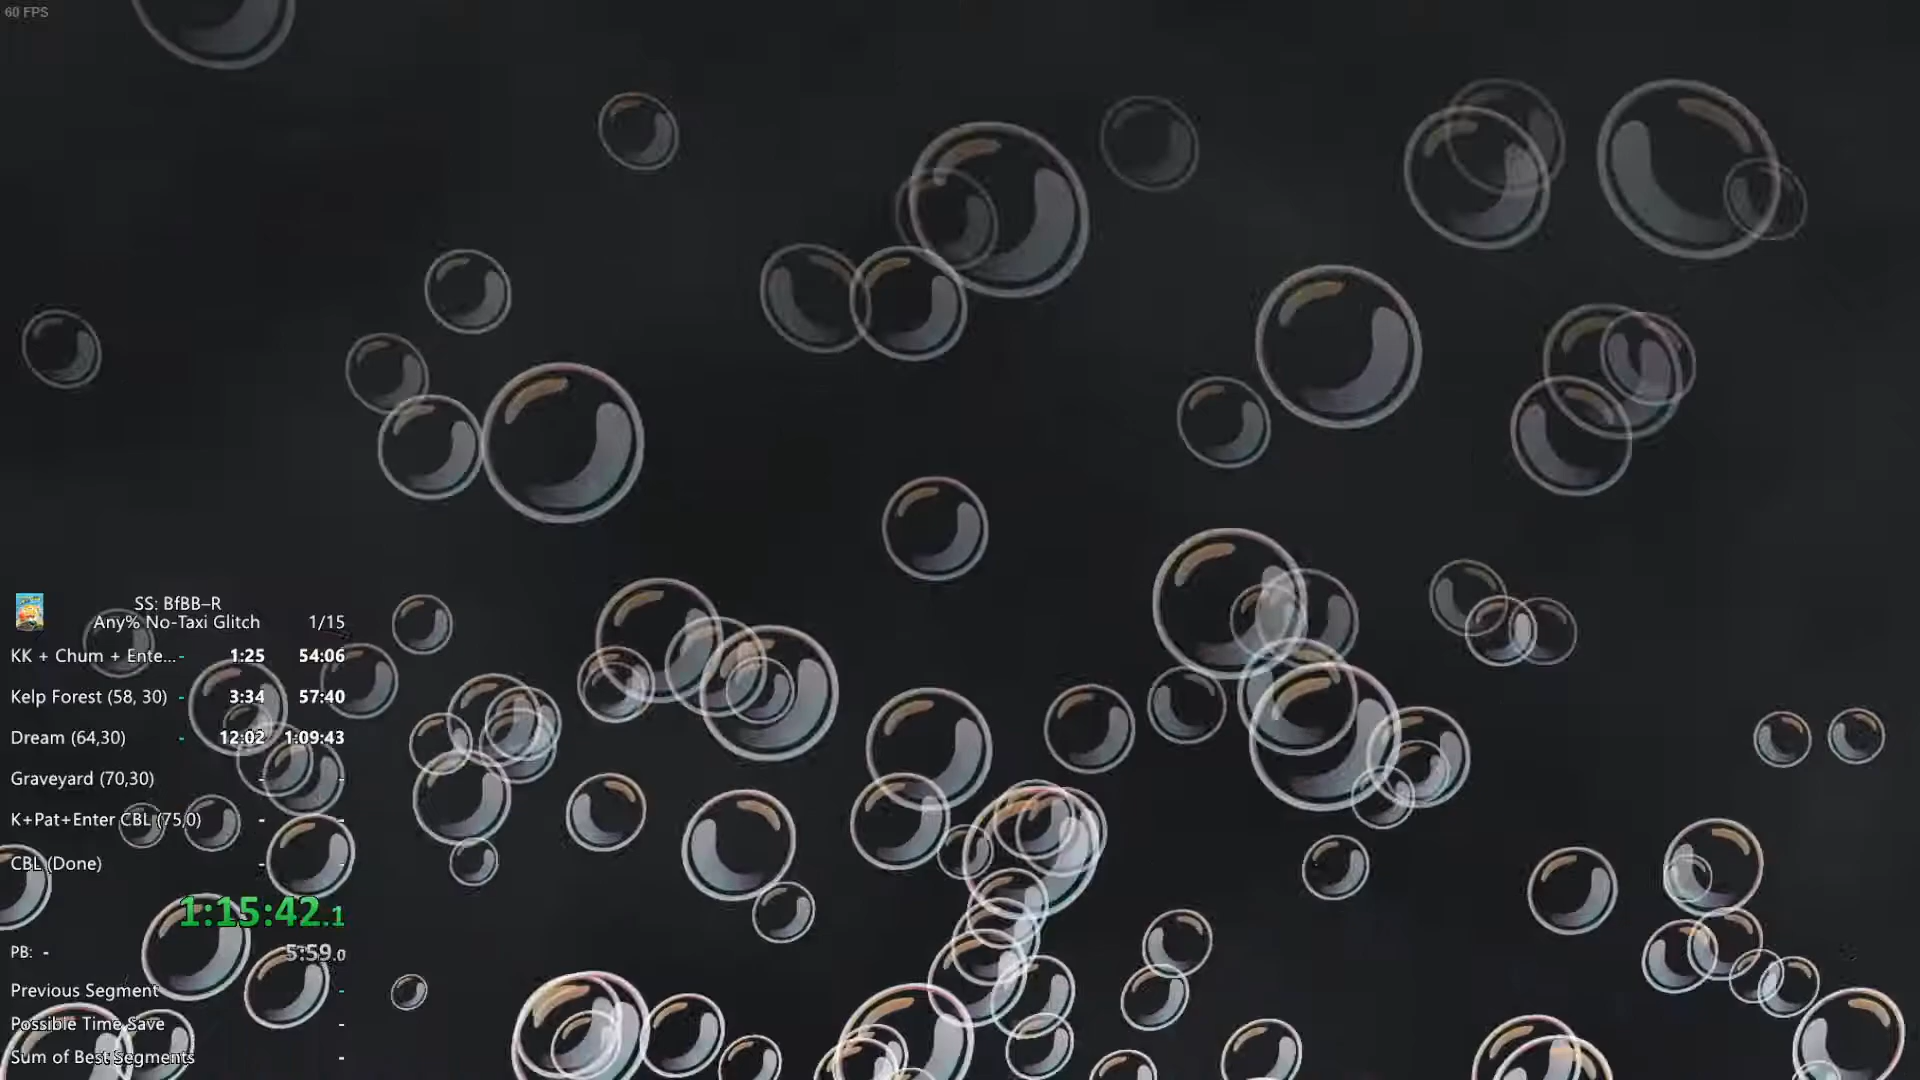 60 FPS
SS: BfBB-R
Any% No-Taxi Glitch 1/15
KK + Chum + Ente... - 1:25 54:06
Kelp Forest (58, 30) - 3:34 57:40
Dream (64,30) - 12:02 1:09:43
Graveyard (70,30) - -
K+Pat+Enter CBL (75,0) - -
CBL (Done) - -
1:15:42.1
PB: - 5:59.0
Previous Segment -
Possible Time Save -
Sum of Best Segments -